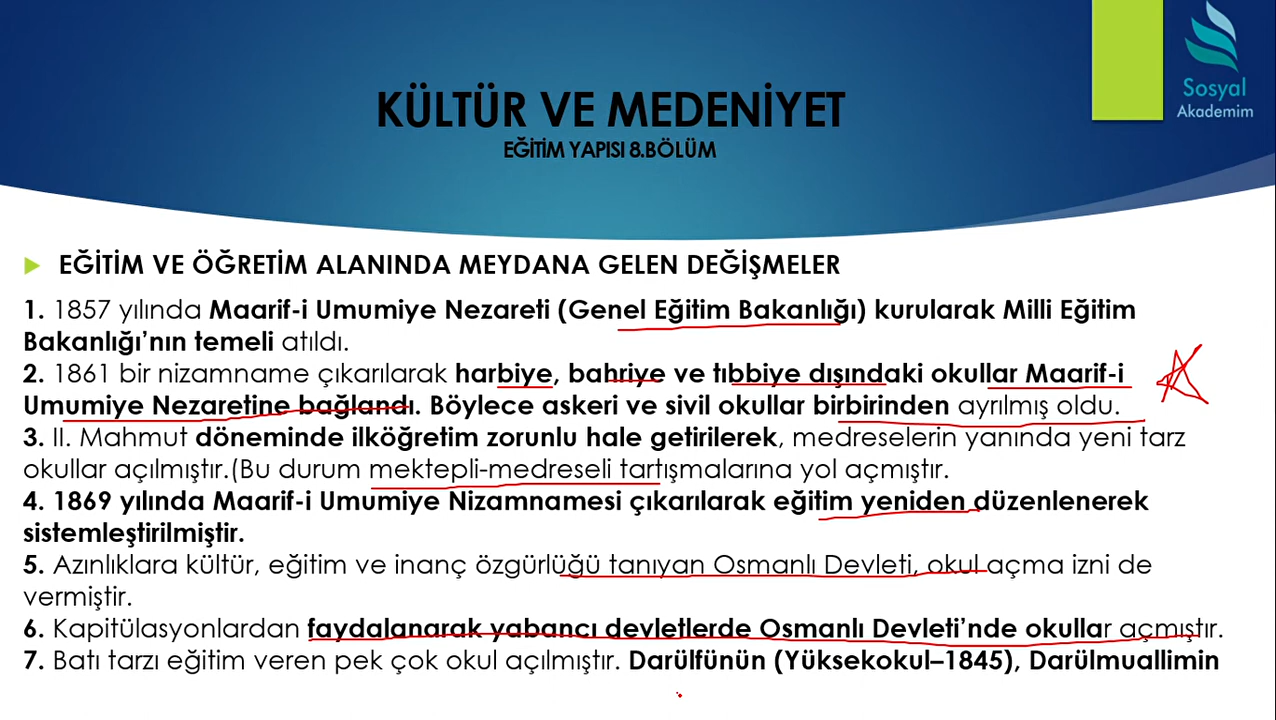 Sosyal
Akademim
KÜLTÜR VE MEDENİYET
EĞİTİM YAPISI 8.BÖLÜM
EĞİTİM VE ÖĞRETİM ALANINDA MEYDANA GELEN DEĞİŞMELER
1. 1857 yılında Maarif-i Umumiye Nezareti (Genel Eğitim Bakanlığı) kurularak Milli Eğitim
Bakanlığı'nın temeli atıldı.
2. 1861 bir nizamname çıkarılarak harbiye, bahriye ve tıbbiye dışındaki okullar Maarif-i
Umumiye Nezaretine bağlandı. Böylece askeri ve sivil okullar birbirinden ayrılmış oldu.
3. II. Mahmut döneminde ilköğretim zorunlu hale getirilerek, medreselerin yanında yeni tarz
okullar açılmıştır.(Bu durum mektepli-medreseli tartışmalarına yol açmıştır.
4. 1869 yılında Maarif-i Umumiye Nizamnamesi çıkarılarak eğitim yeniden düzenlenerek
sistemleştirilmiştir.
5. Azınlıklara kültür, eğitim ve inanç özgürlüğü tanıyan Osmanlı Devleti, okul açma izni de
vermiştir.
6. Kapitülasyonlardan faydalanarak yabancı devletlerde Osmanlı Devleti'nde okullar açmıştır.
7. Batı tarzı eğitim veren pek çok okul açılmıştır. Darülfünün (Yüksekokul–1845), Darülmuallimin